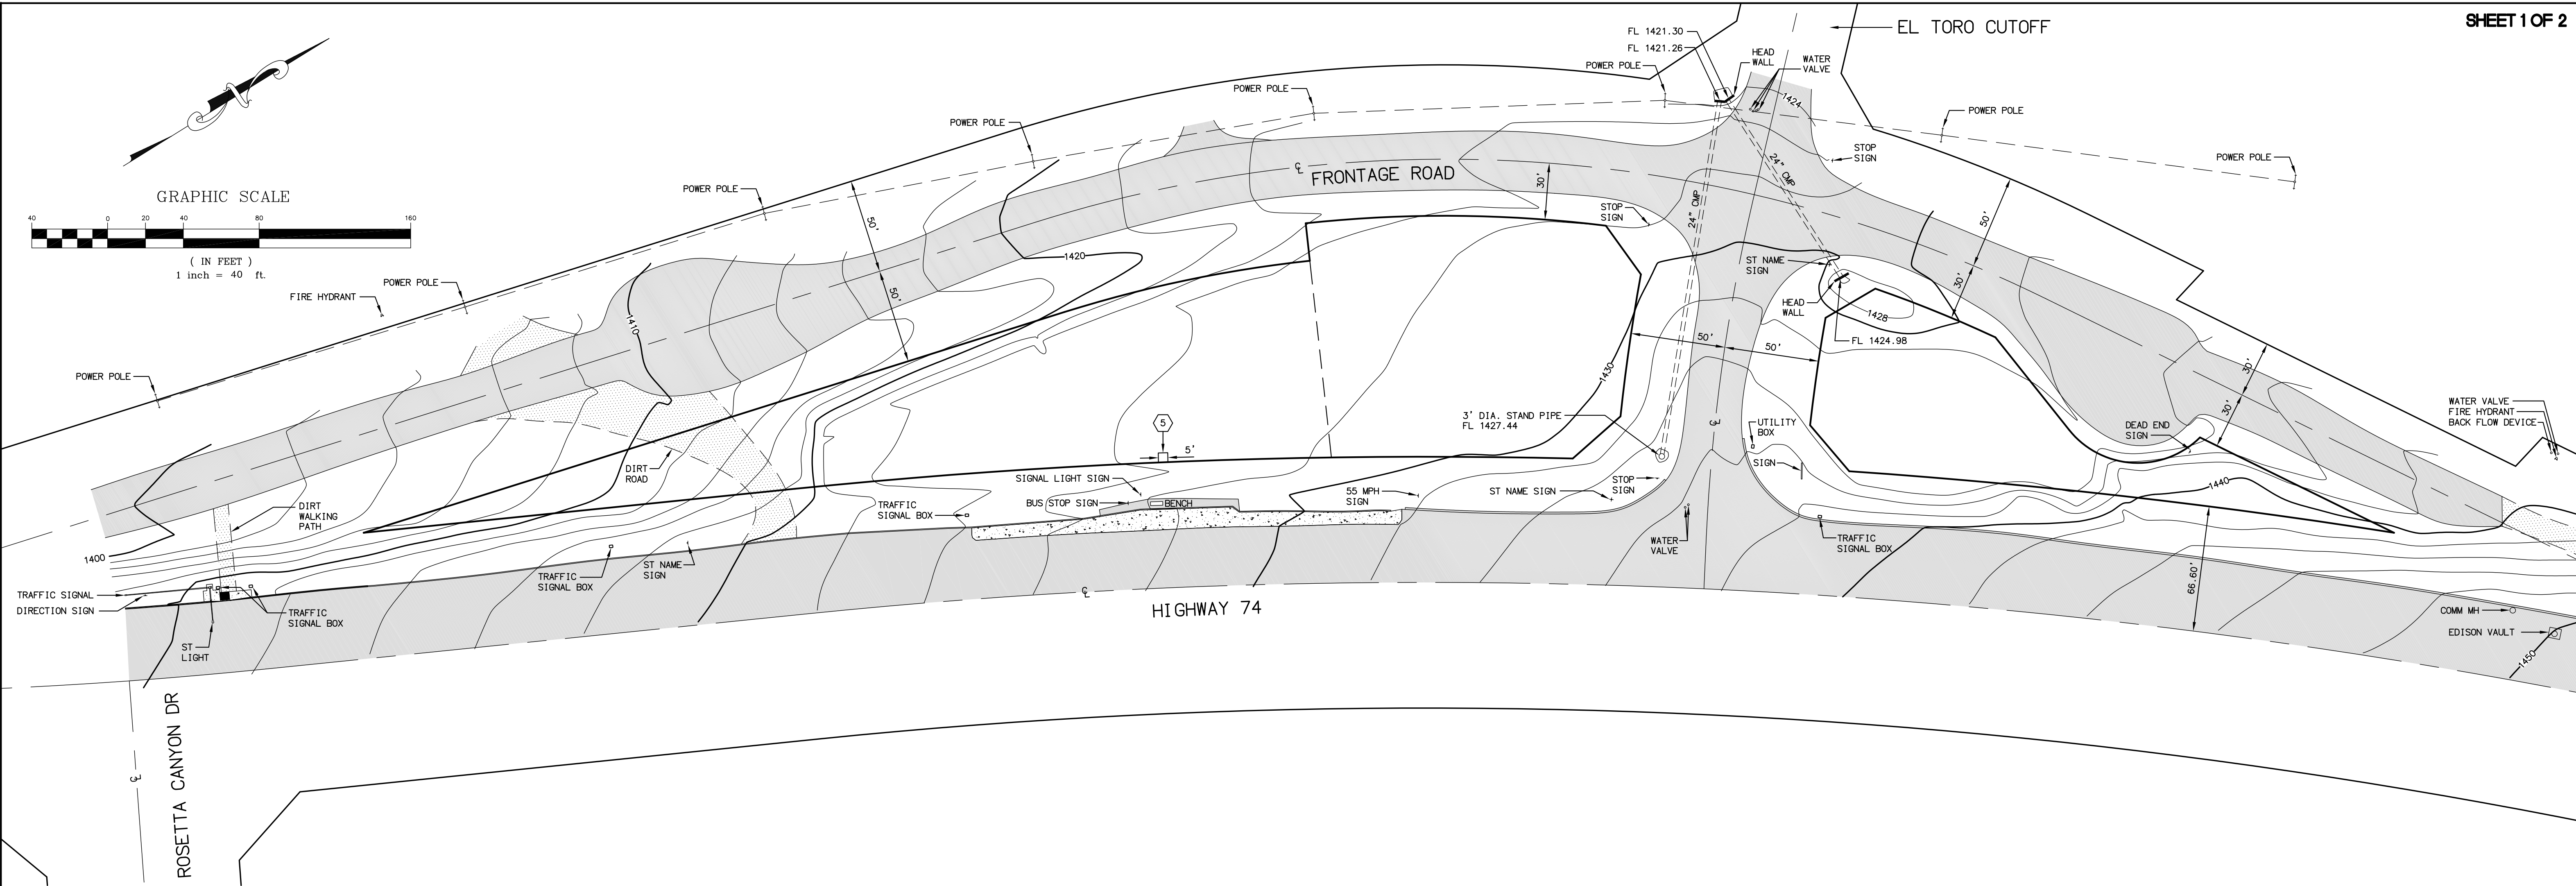 SHEET 1 OF 2
EL TORO CUTOFF
FL 1421.30
FL 1421.26
HEAD
WALL
WATER
VALVE
POWER POLE
POWER POLE
POWER POLE
POWER POLE
POWER POLE
POWER POLE
POWER POLE
POWER POLE
N
GRAPHIC SCALE
40
0
20
40
80
160
( IN FEET )
1 inch = 40 ft.
FIRE HYDRANT
1424
STOP
SIGN
24" CMP
24" CMP
FRONTAGE ROAD
30'
50'
50'
STOP
SIGN
50'
30'
1420
1410
ST NAME
SIGN
HEAD
WALL
1428
FL 1424.98
50'
50'
1430
30'
30'
3' DIA. STAND PIPE
FL 1427.44
UTILITY
BOX
5
5'
DEAD END
SIGN
WATER VALVE
FIRE HYDRANT
BACK FLOW DEVICE
DIRT
ROAD
SIGNAL LIGHT SIGN
BUS STOP SIGN
BENCH
55 MPH
SIGN
ST NAME SIGN
STOP
SIGN
SIGN
1440
DIRT
WALKING
PATH
TRAFFIC
SIGNAL BOX
WATER
VALVE
TRAFFIC
SIGNAL BOX
1400
TRAFFIC SIGNAL
DIRECTION SIGN
TRAFFIC
SIGNAL BOX
TRAFFIC
SIGNAL BOX
ST NAME
SIGN
ST
LIGHT
HIGHWAY 74
66.60'
COMM MH
EDISON VAULT
1450
ROSETTA CANYON DR